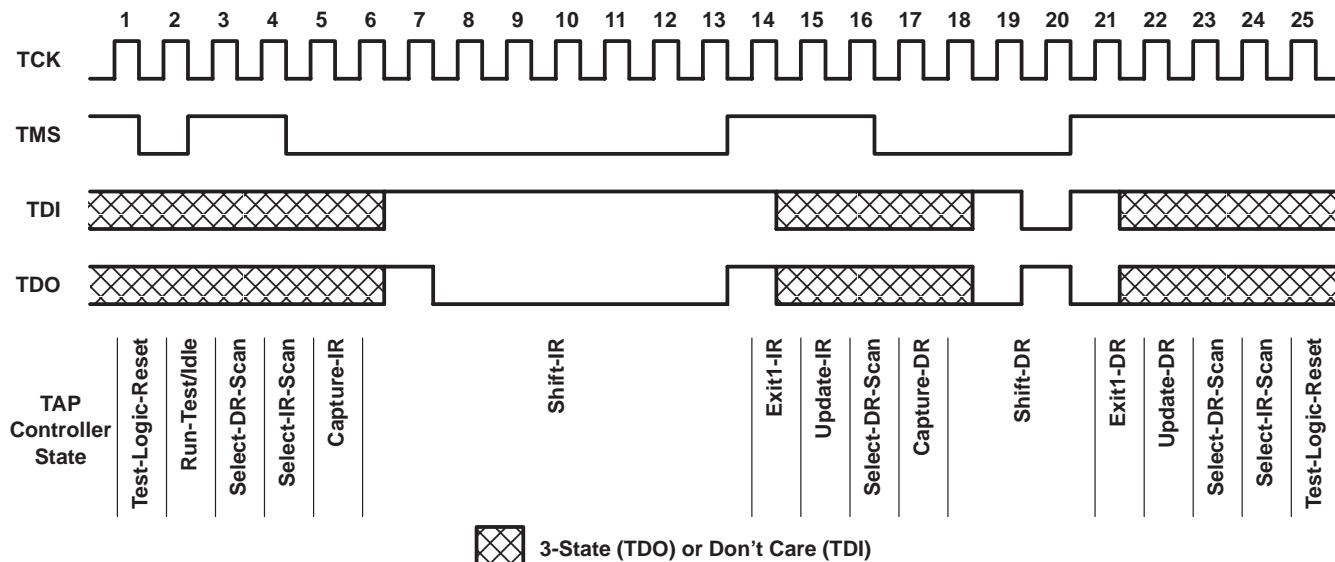 1 2 3 4 5 6 7 8 9 10 11 12 13 14 15 16 17 18 19 20 21 22 23 24 25
TCK
TMS
TDI
TDO
TAP
Controller
State
Test-Logic-Reset
Run-Test/Idle
Select-DR-Scan
Select-IR-Scan
Capture-IR
Shift-IR
Exit1-IR
Update-IR
Select-DR-Scan
Capture-DR
Shift-DR
Exit1-DR
Update-DR
Select-DR-Scan
Select-IR-Scan
Test-Logic-Reset
3-State (TDO) or Don't Care (TDI)